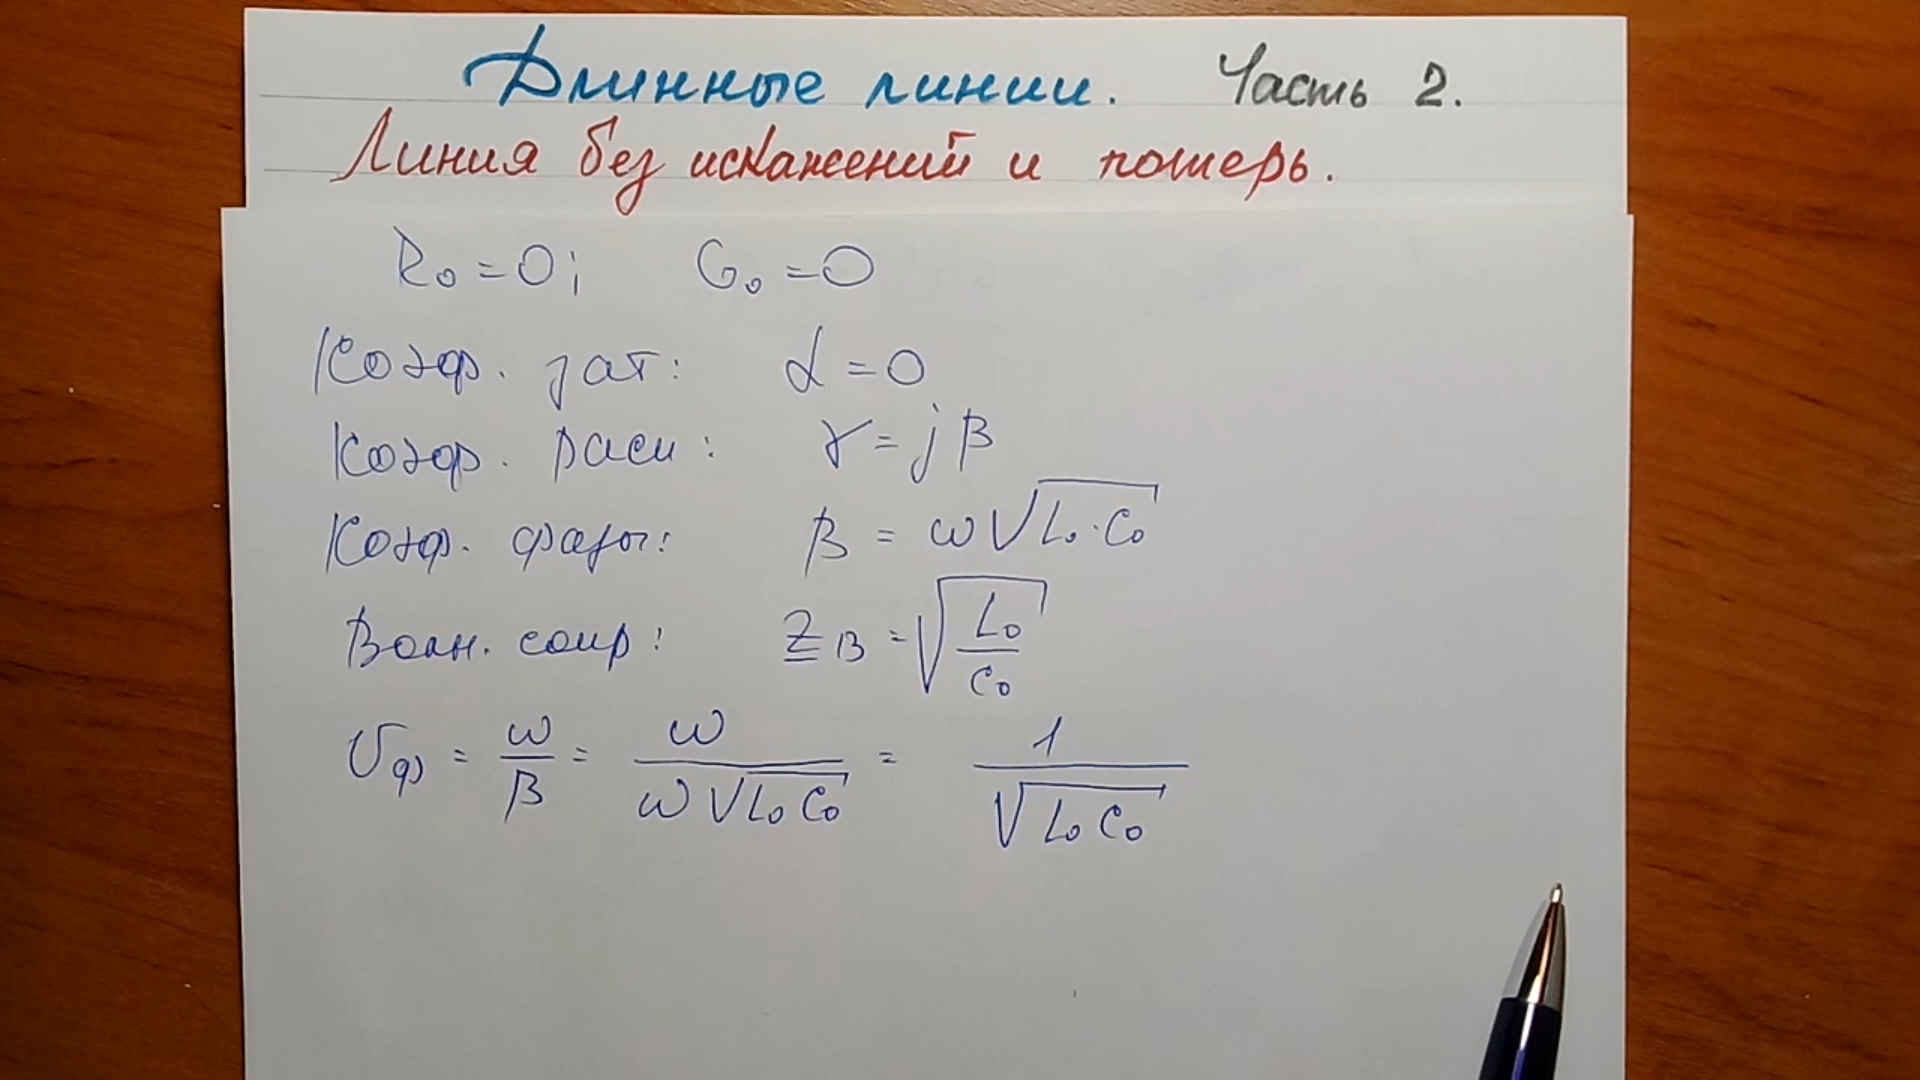 Длинные линии. Часть 2.
Линия без искажений и потерь.
R₀ = 0; G₀ = 0
Коэф. зат: α = 0
Коэф. расп: γ = jβ
Коэф. фазы: β = ω√(L₀·C₀)
Волн. сопр: Z̲в = √(L₀/C₀)
υф = ω/β = ω/(ω√(L₀C₀)) = 1/√(L₀C₀)